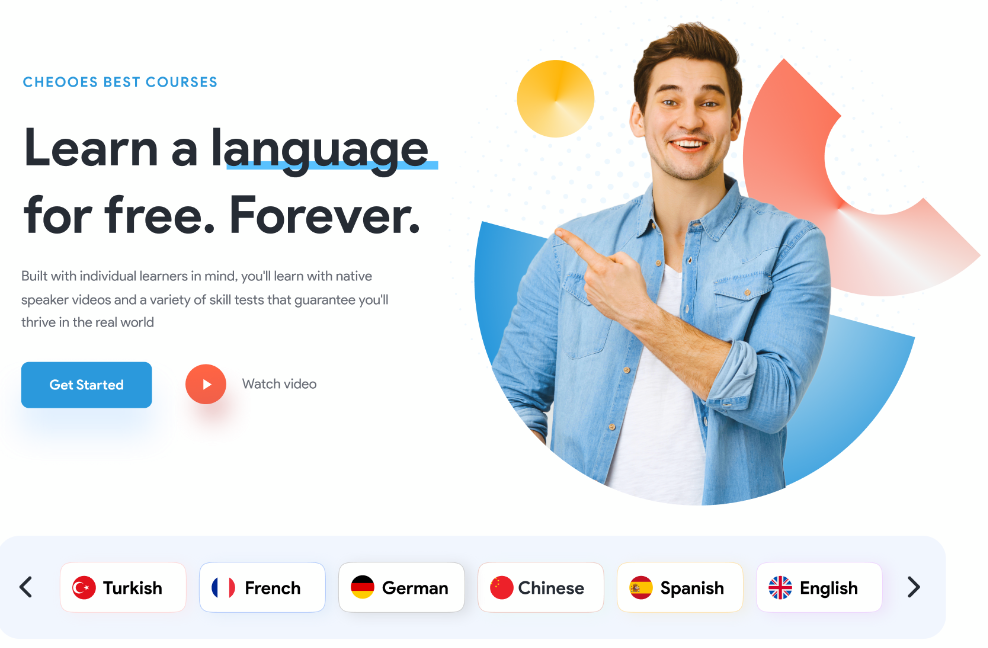 CHEOOES BEST COURSES
Learn a language
for free. Forever.
Built with individual learners in mind, you'll learn with native
speaker videos and a variety of skill tests that guarantee you'll
thrive in the real world
Get Started
Watch video
Turkish
French
German
Chinese
Spanish
English